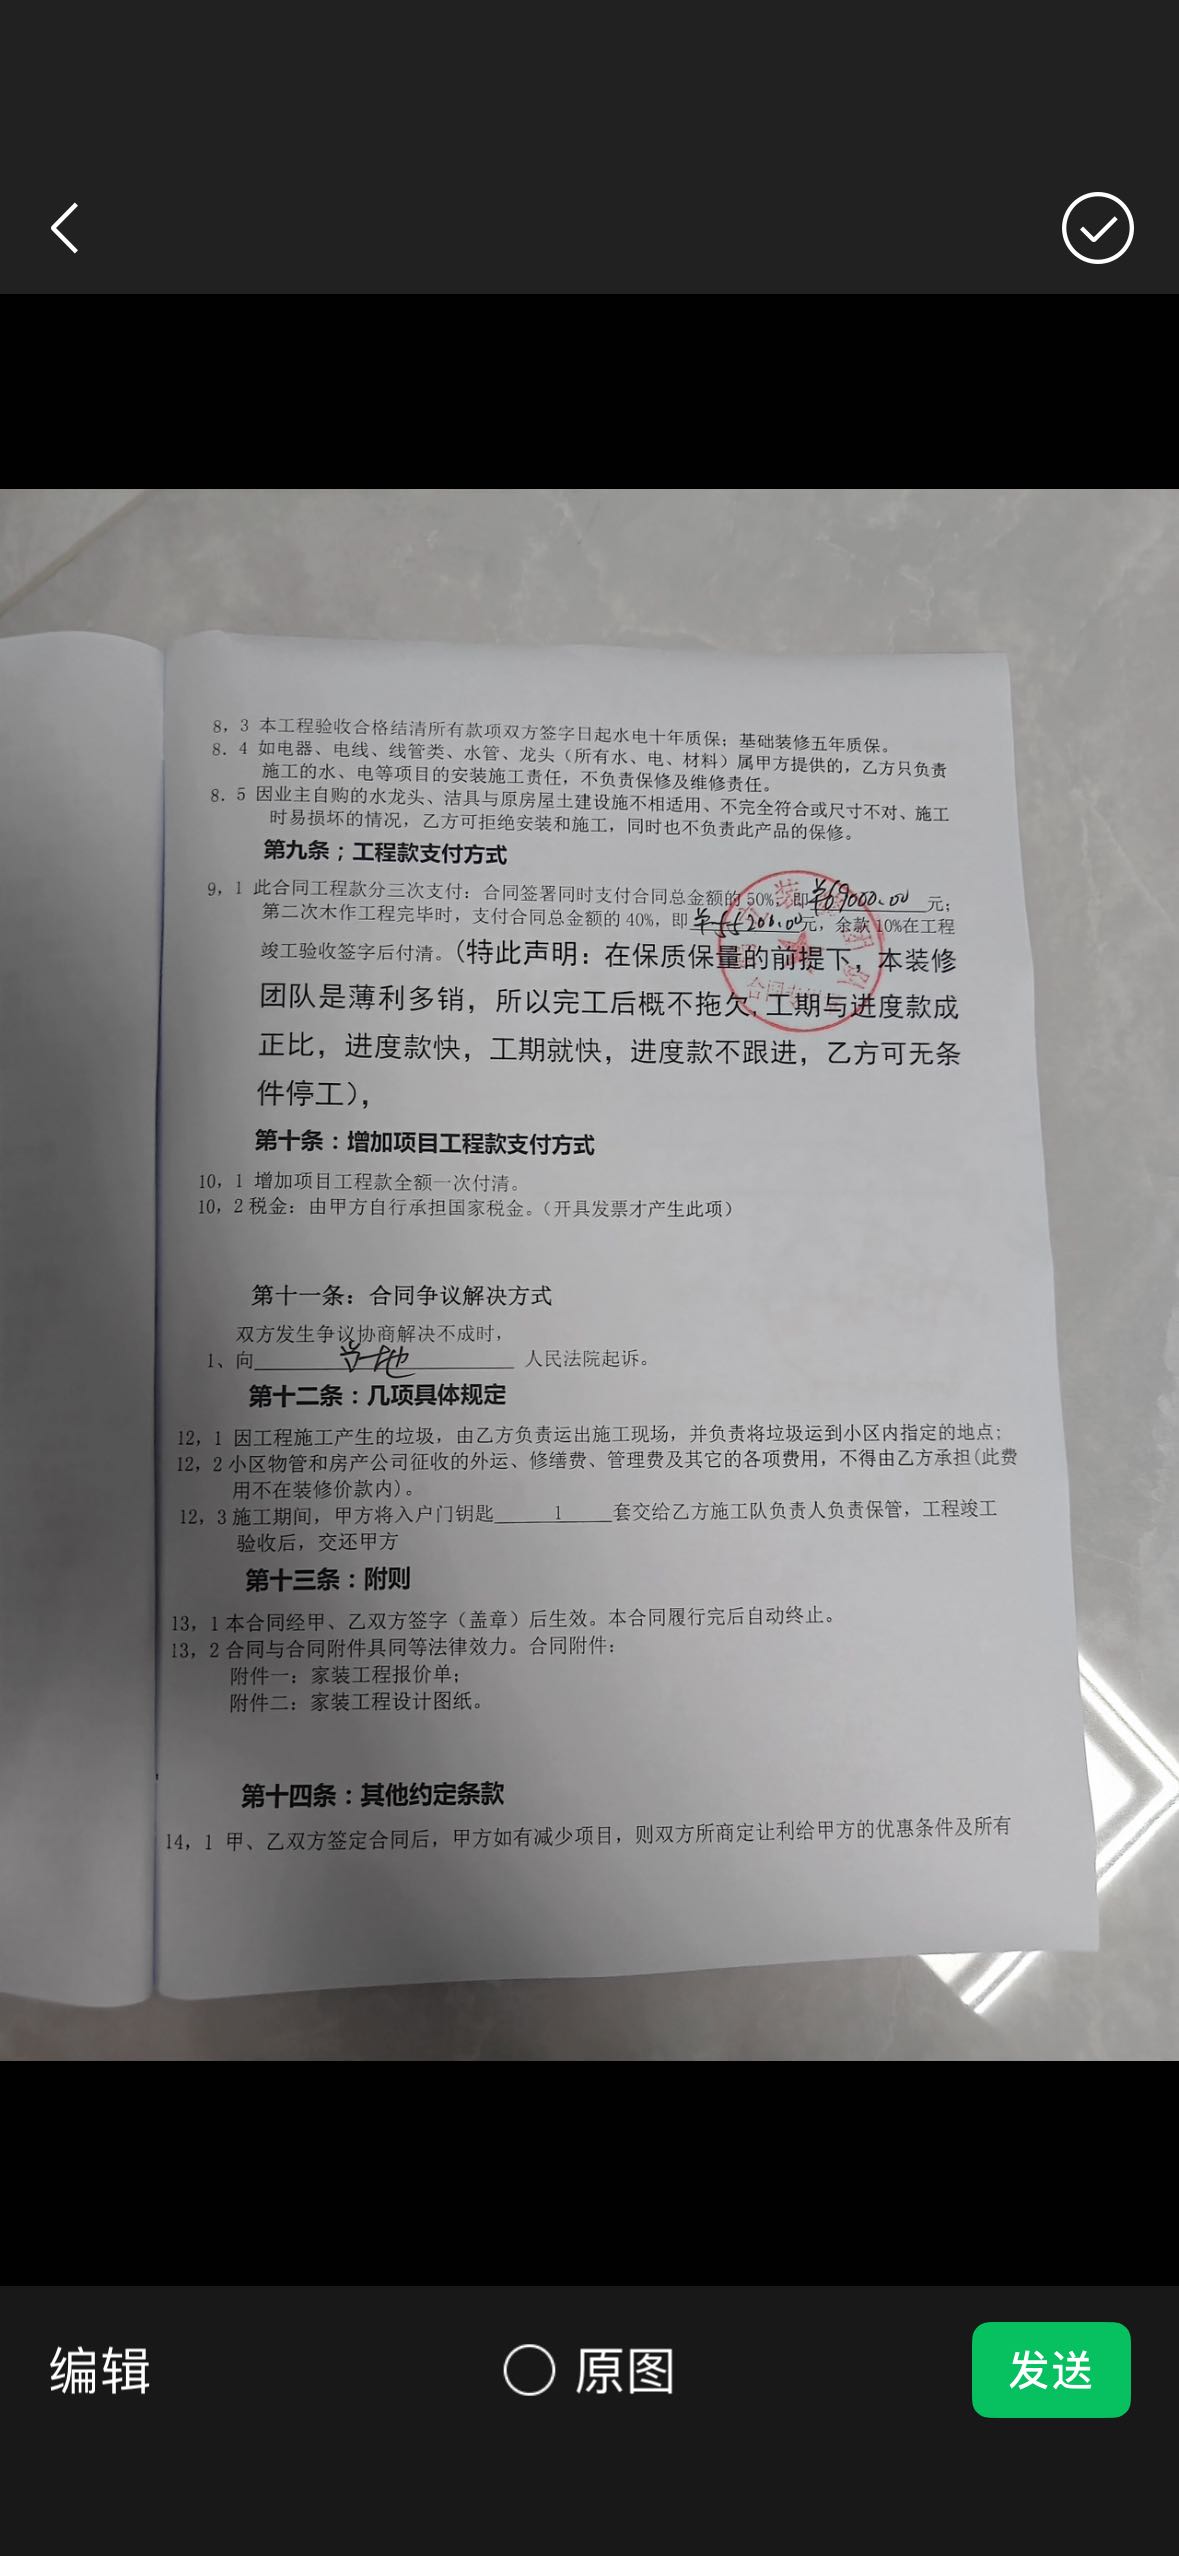 8，3 本工程验收合格结清所有款项双方签字日起水电十年质保；基础装修五年质保。
8．4 如电器、电线、线管类、水管、龙头（所有水、电、材料）属甲方提供的，乙方只负责
施工的水、电等项目的安装施工责任，不负责保修及维修责任。
8．5 因业主自购的水龙头、洁具与原房屋土建设施不相适用、不完全符合或尺寸不对、施工
时易损坏的情况，乙方可拒绝安装和施工，同时也不负责此产品的保修。
第九条；工程款支付方式
9，1 此合同工程款分三次支付：合同签署同时支付合同总金额的 50%，即¥69000.00元；
第二次木作工程完毕时，支付合同总金额的 40%，即¥55200.00元，余款 10%在工程
竣工验收签字后付清。（特此声明：在保质保量的前提下，本装修
团队是薄利多销，所以完工后概不拖欠,工期与进度款成
正比，进度款快，工期就快，进度款不跟进，乙方可无条
件停工），
第十条：增加项目工程款支付方式
10，1 增加项目工程款全额一次付清。
10，2 税金：由甲方自行承担国家税金。（开具发票才产生此项）
第十一条：合同争议解决方式
双方发生争议协商解决不成时，
1、向 当地 人民法院起诉。
第十二条：几项具体规定
12，1 因工程施工产生的垃圾，由乙方负责运出施工现场，并负责将垃圾运到小区内指定的地点；
12，2 小区物管和房产公司征收的外运、修缮费、管理费及其它的各项费用，不得由乙方承担(此费
用不在装修价款内)。
12，3 施工期间，甲方将入户门钥匙 1 套交给乙方施工队负责人负责保管，工程竣工
验收后，交还甲方
第十三条：附则
13，1 本合同经甲、乙双方签字（盖章）后生效。本合同履行完后自动终止。
13，2 合同与合同附件具同等法律效力。合同附件：
附件一：家装工程报价单；
附件二：家装工程设计图纸。
第十四条：其他约定条款
14，1 甲、乙双方签定合同后，甲方如有减少项目，则双方所商定让利给甲方的优惠条件及所有
编辑
原图
发送